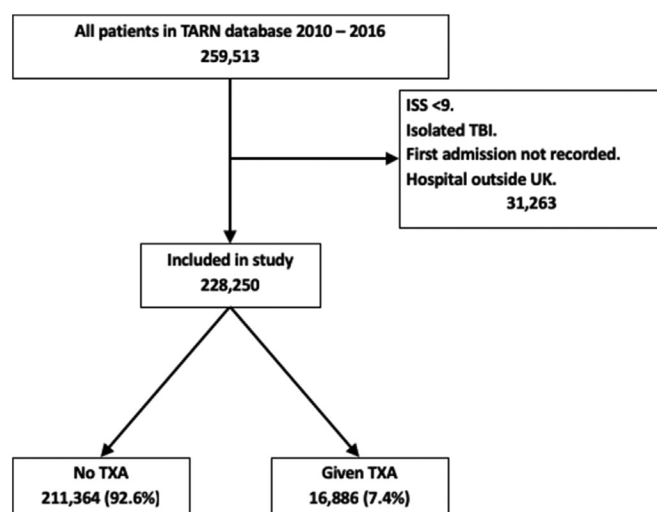 All patients in TARN database 2010 – 2016
259,513
ISS <9.
Isolated TBI.
First admission not recorded.
Hospital outside UK.
31,263
Included in study
228,250
No TXA
211,364 (92.6%)
Given TXA
16,886 (7.4%)